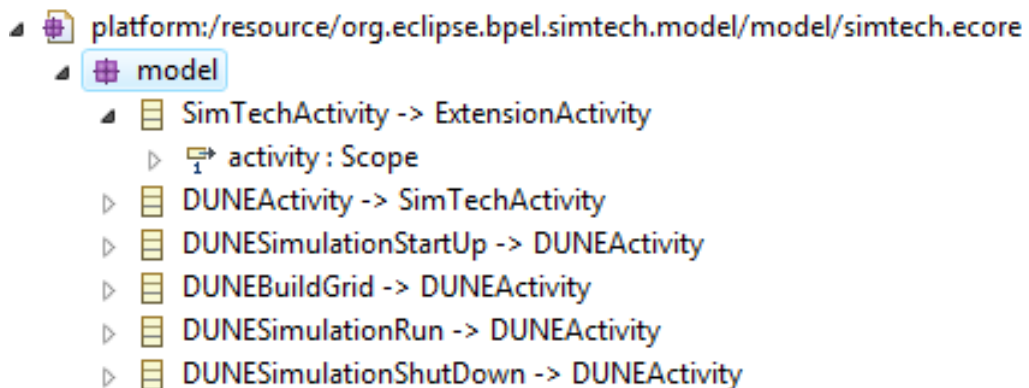 platform:/resource/org.eclipse.bpel.simtech.model/model/simtech.ecore
model
SimTechActivity -> ExtensionActivity
1 activity : Scope
DUNEActivity -> SimTechActivity
DUNESimulationStartUp -> DUNEActivity
DUNEBuildGrid -> DUNEActivity
DUNESimulationRun -> DUNEActivity
DUNESimulationShutDown -> DUNEActivity